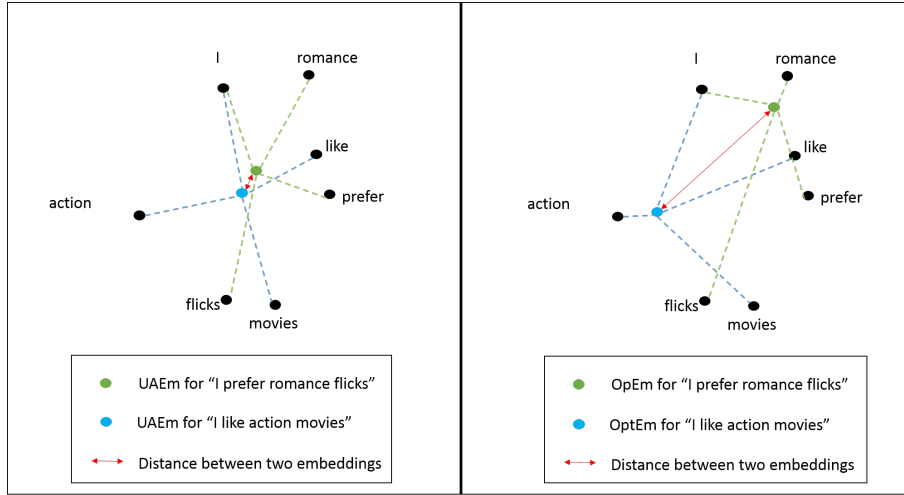 I
romance
like
action
prefer
flicks
movies
UAEm for “I prefer romance flicks”
UAEm for “I like action movies”
Distance between two embeddings
I
romance
like
action
prefer
flicks
movies
OpEm for “I prefer romance flicks”
OptEm for “I like action movies”
Distance between two embeddings